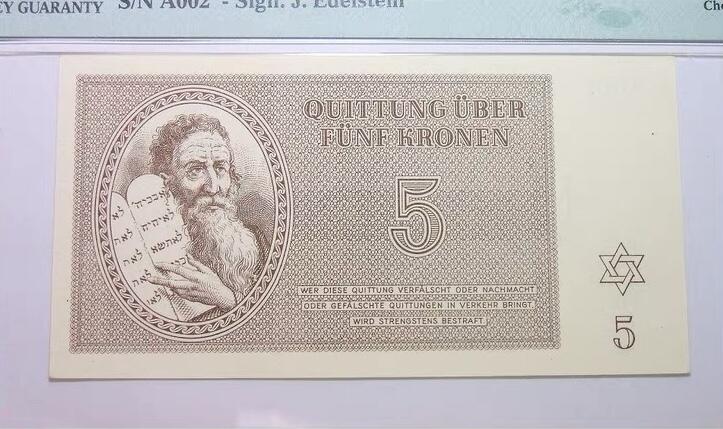 EY GUARANTY S/N A002 - Sign. J. Edelstein
QUITTUNG ÜBER
FÜNF KRONEN
5
WER DIESE QUITTUNG VERFÄLSCHT ODER NACHMACHT
ODER GEFÄLSCHTE QUITTUNGEN IN VERKEHR BRINGT,
WIRD STRENGSTENS BESTRAFT.
5